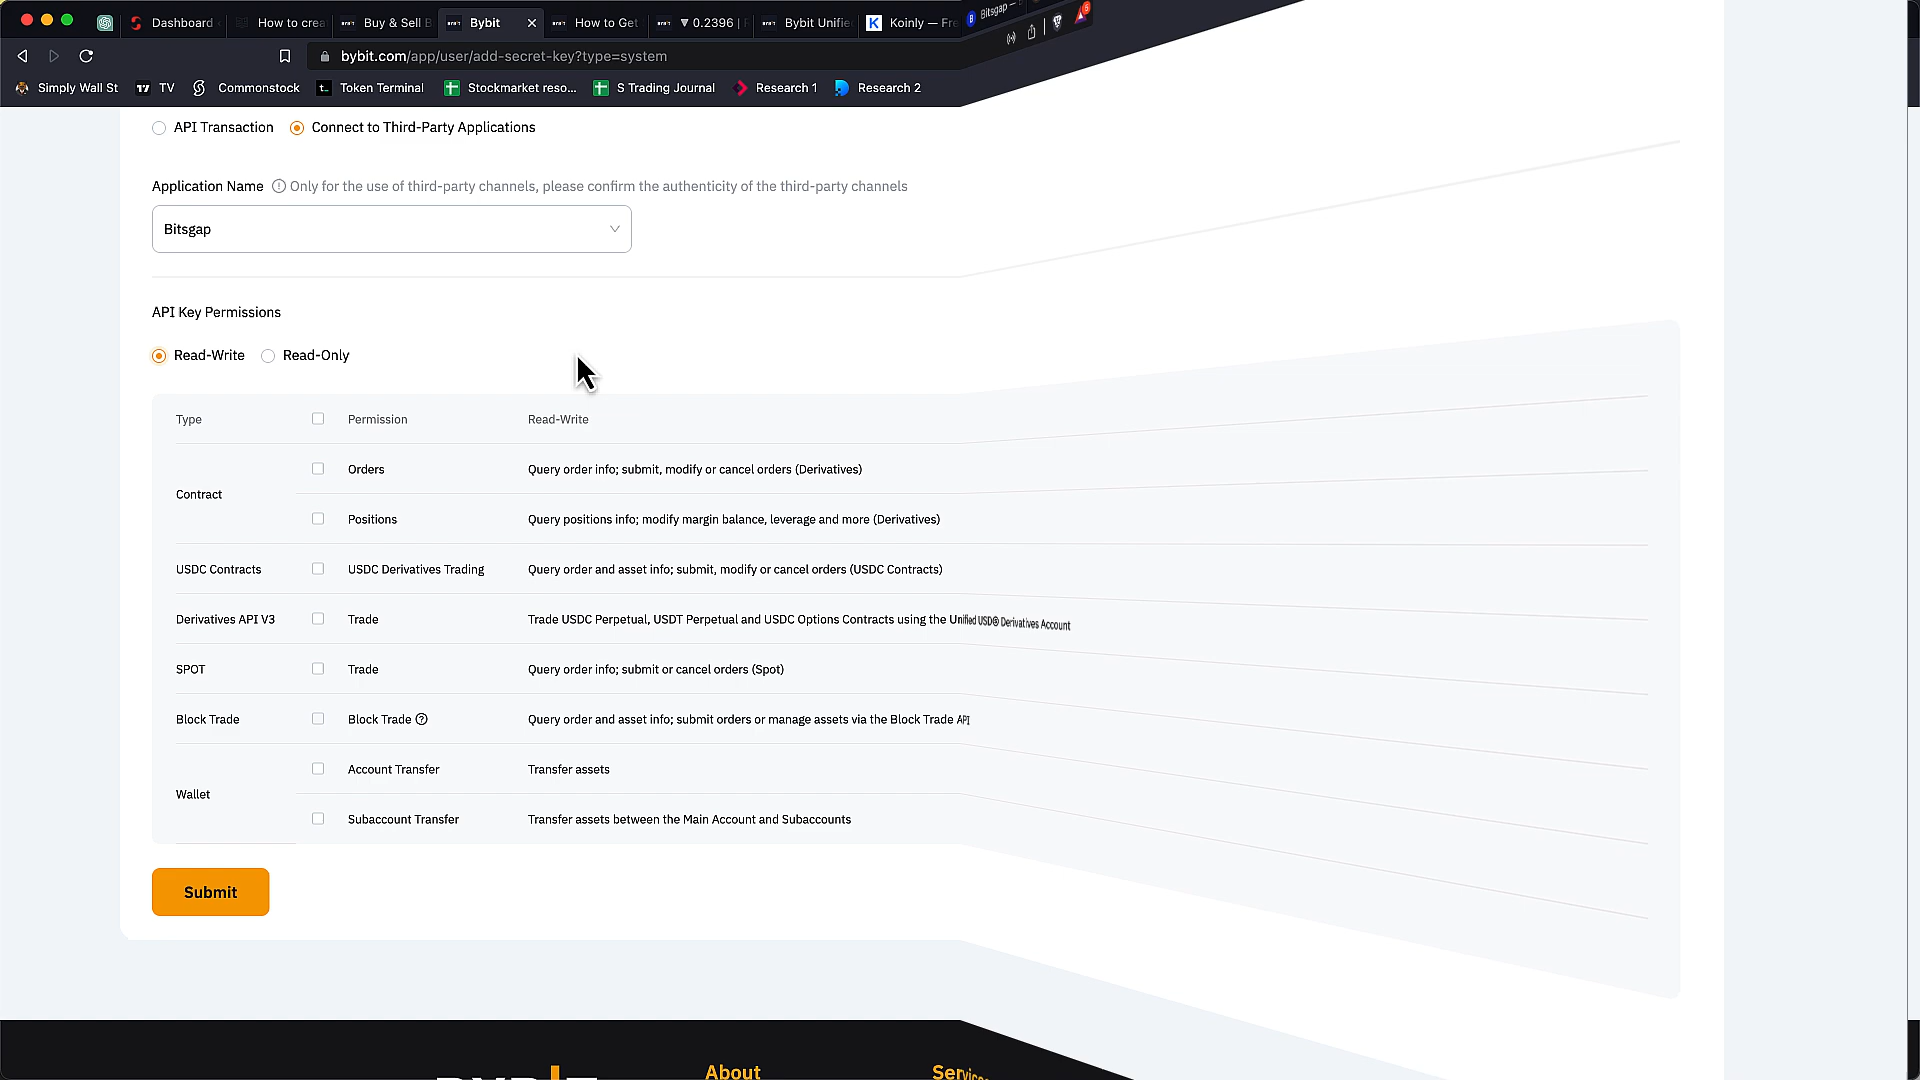 Dashboard
How to crea
Buy & Sell B
Bybit
How to Get
▼ 0.2396 |
Bybit Unifie
Koinly — Fre
Bitsgap —
bybit.com/app/user/add-secret-key?type=system
Simply Wall St
TV
Commonstock
Token Terminal
Stockmarket reso...
S Trading Journal
Research 1
Research 2
API Transaction
Connect to Third-Party Applications
Application Name
Only for the use of third-party channels, please confirm the authenticity of the third-party channels
Bitsgap
API Key Permissions
Read-Write
Read-Only
Type Permission Read-Write
Contract
Orders Query order info; submit, modify or cancel orders (Derivatives)
Positions Query positions info; modify margin balance, leverage and more (Derivatives)
USDC Contracts USDC Derivatives Trading Query order and asset info; submit, modify or cancel orders (USDC Contracts)
Derivatives API V3 Trade Trade USDC Perpetual, USDT Perpetual and USDC Options Contracts using the Unified USD® Derivatives Account
SPOT Trade Query order info; submit or cancel orders (Spot)
Block Trade Block Trade Query order and asset info; submit orders or manage assets via the Block Trade API
Wallet
Account Transfer Transfer assets
Subaccount Transfer Transfer assets between the Main Account and Subaccounts
Submit
About
Services